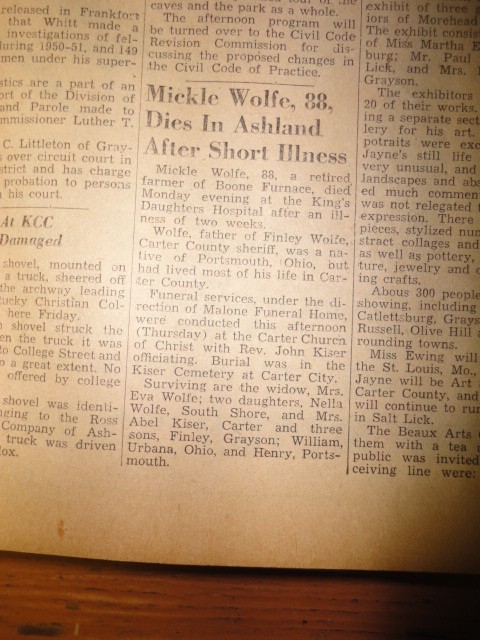 released in Frankfort
that Whitt made a
investigations of fel-
during 1950-51, and 149
men under his super-
stics are a part of an
ort of the Division of
and Parole made to
mmissioner Luther T.
C. Littleton of Gray-
over circuit court in
strict and has charge
probation to persons
his court.
At KCC
Damaged
shovel, mounted on
a truck, sheered off
the archway leading
ucky Christian Col-
here Friday.
shovel struck the
en the truck it was
to College Street and
o a great extent. No
offered by college
shovel was identi-
nging to the Ross
Company of Ash-
truck was driven
ox.
caves and the park as a whole.
The afternoon program will
be turned over to the Civil Code
Revision Commission for dis-
cussing the proposed changes in
the Civil Code of Practice.
Mickle Wolfe, 88,
Dies In Ashland
After Short Illness
Mickle Wolfe, 88, a retired
farmer of Boone Furnace, died
Monday evening at the King's
Daughters Hospital after an ill-
ness of two weeks.
Wolfe, father of Finley Wolfe,
Carter County sheriff, was a na-
tive of Portsmouth, Ohio, but
had lived most of his life in Car-
ter County.
Funeral services, under the di-
rection of Malone Funeral Home,
were conducted this afternoon
(Thursday) at the Carter Church
of Christ with Rev. John Kiser
officiating. Burial was in the
Kiser Cemetery at Carter City.
Surviving are the widow, Mrs.
Eva Wolfe; two daughters, Nella
Wolfe, South Shore, and Mrs.
Abel Kiser, Carter and three
sons, Finley, Grayson; William,
Urbana, Ohio, and Henry, Ports-
mouth.
exhibit of three
iors of Morehead
The exhibit consis
of Miss Martha E
burg; Mr. Paul
Lick, and Mrs.
Grayson.
The exhibitors
20 of their works.
ing a separate sect
lery for his art.
potraits were exc
Jayne's still life
very unusual, and
landscapes and abs
ed much commen
was not relegated t
expression. There
pieces, stylized nur
stract collages and
as well as pottery,
ture, jewelry and c
ing crafts.
Abous 300 people
showing, including
Catlettsburg, Grays
Russell, Olive Hill a
rounding towns.
Miss Ewing will
the St. Louis, Mo.,
Jayne will be Art
Carter County, and
will continue to run
in Salt Lick.
The Beaux Arts
them with a tea
public was invited
ceiving line were: